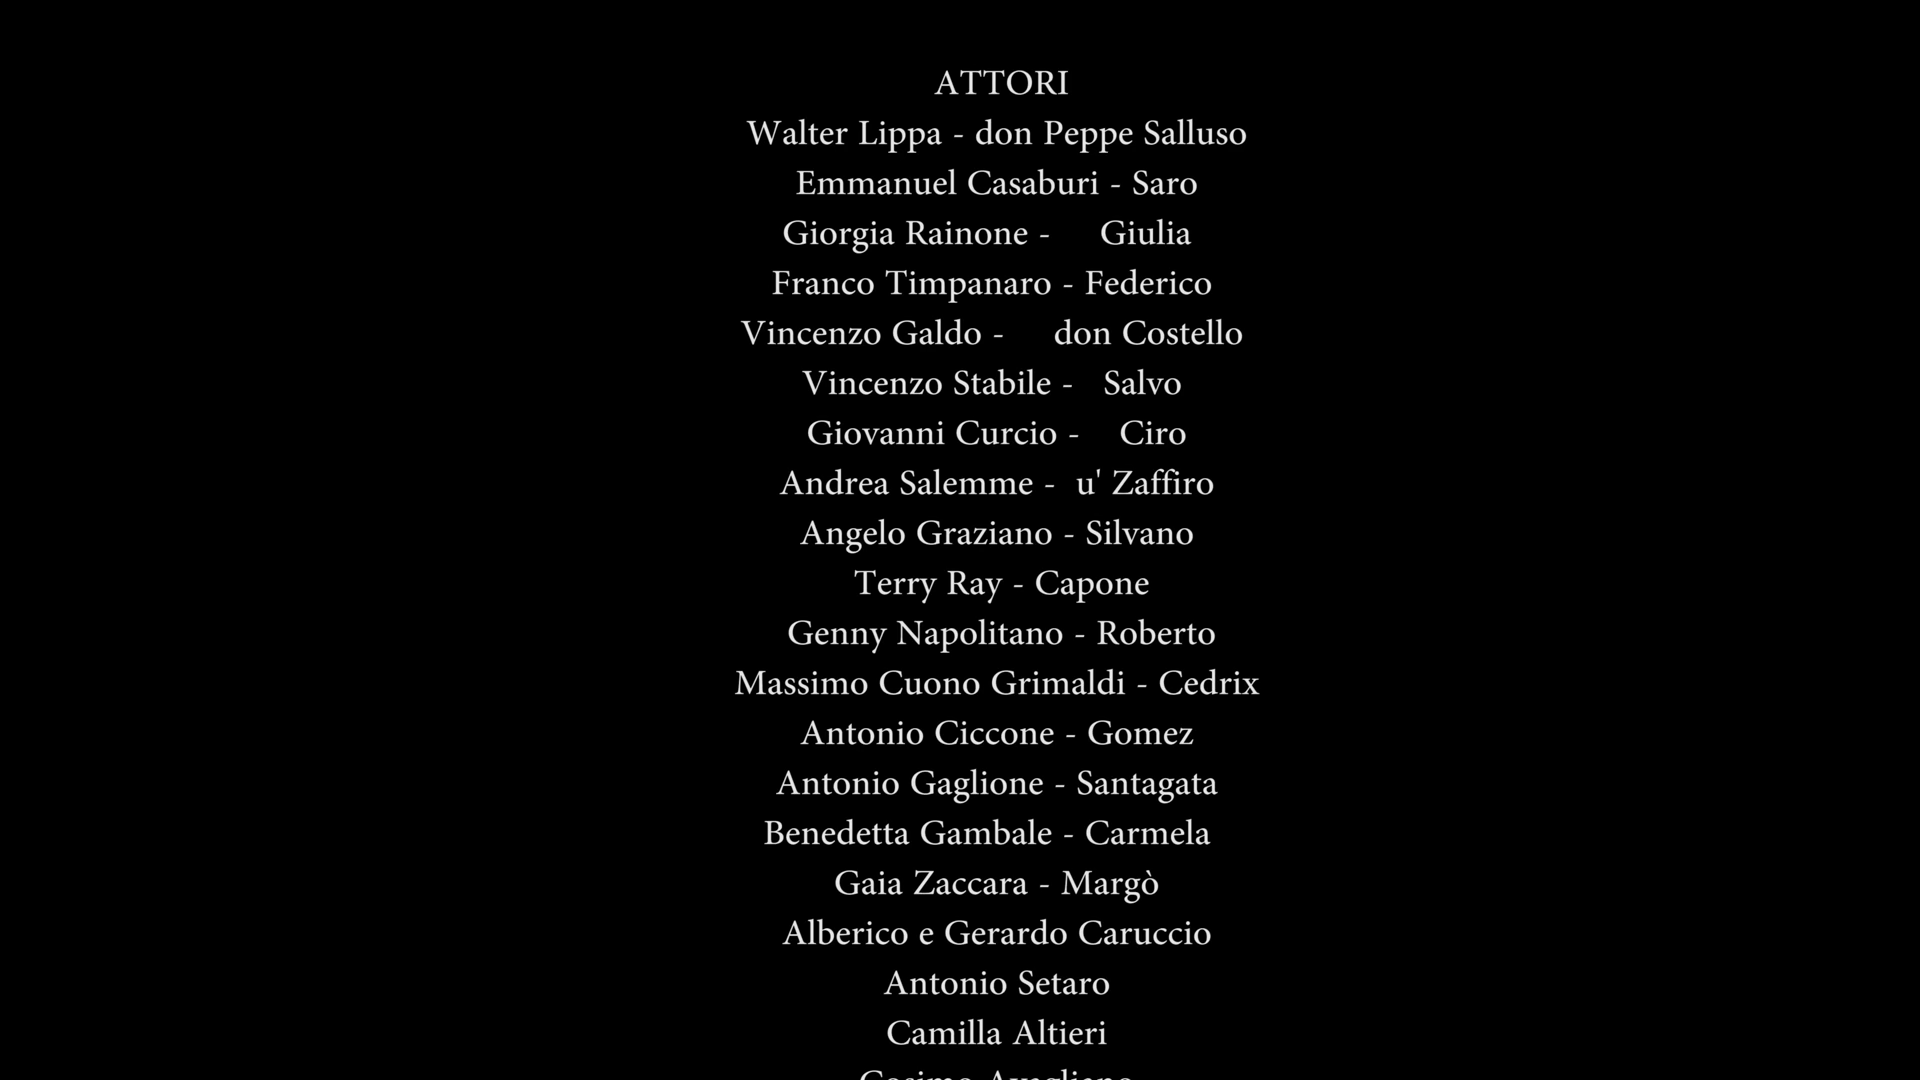 ATTORI
Walter Lippa - don Peppe Salluso
Emmanuel Casaburi - Saro
Giorgia Rainone - Giulia
Franco Timpanaro - Federico
Vincenzo Galdo - don Costello
Vincenzo Stabile - Salvo
Giovanni Curcio - Ciro
Andrea Salemme - u' Zaffiro
Angelo Graziano - Silvano
Terry Ray - Capone
Genny Napolitano - Roberto
Massimo Cuono Grimaldi - Cedrix
Antonio Ciccone - Gomez
Antonio Gaglione - Santagata
Benedetta Gambale - Carmela
Gaia Zaccara - Margò
Alberico e Gerardo Caruccio
Antonio Setaro
Camilla Altieri